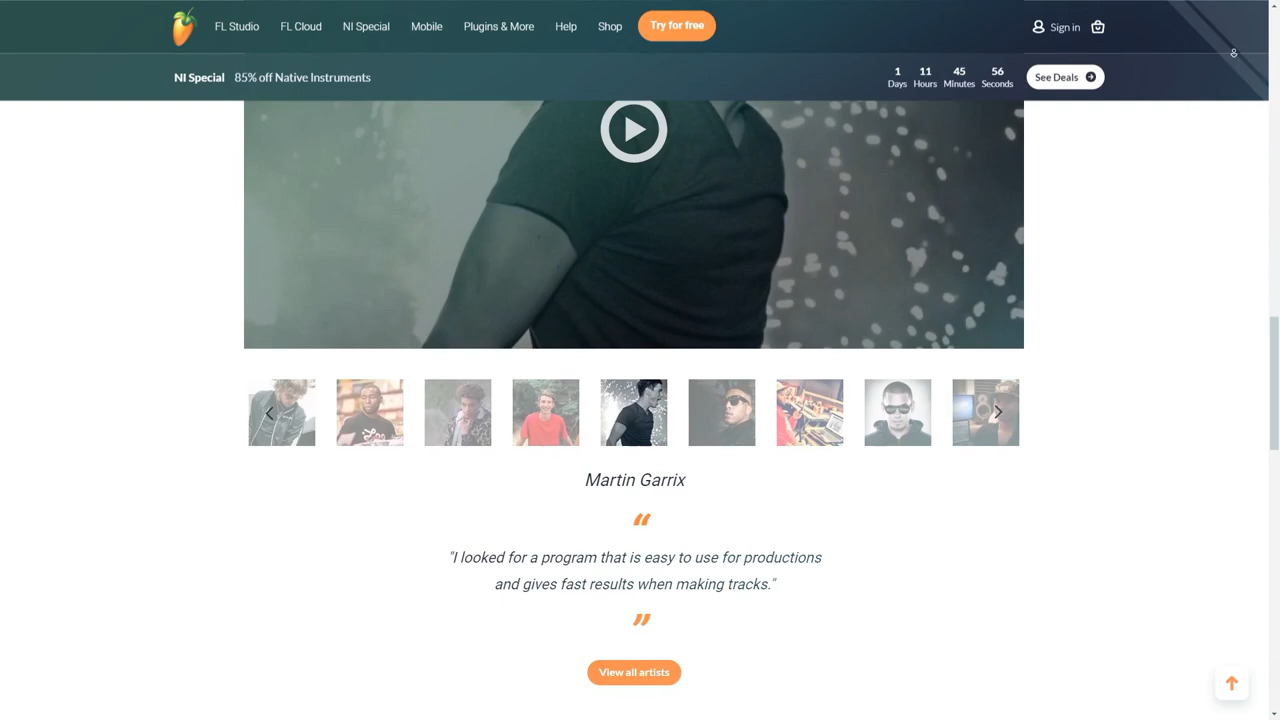 FL Studio FL Cloud NI Special Mobile Plugins & More Help Shop Try for free Sign in
NI Special 85% off Native Instruments
1 11 45 56
Days Hours Minutes Seconds
See Deals
Martin Garrix
“
"I looked for a program that is easy to use for productions
and gives fast results when making tracks."
”
View all artists